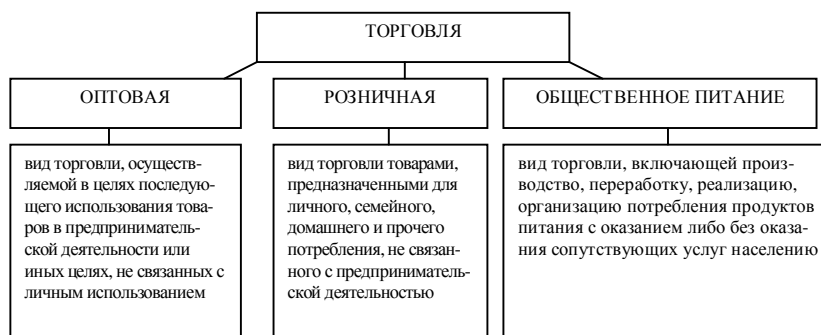 ТОРГОВЛЯ
ОПТОВАЯ
вид торговли, осуществ-
ляемой в целях последую-
щего использования това-
ров в предприниматель-
ской деятельности или
иных целях, не связанных с
личным использованием
РОЗНИЧНАЯ
вид торговли товарами,
предназначенными для
личного, семейного,
домашнего и прочего
потребления, не связан-
ного с предприниматель-
ской деятельностью
ОБЩЕСТВЕННОЕ ПИТАНИЕ
вид торговли, включающей произ-
водство, переработку, реализацию,
организацию потребления продуктов
питания с оказанием либо без оказа-
ния сопутствующих услуг населению